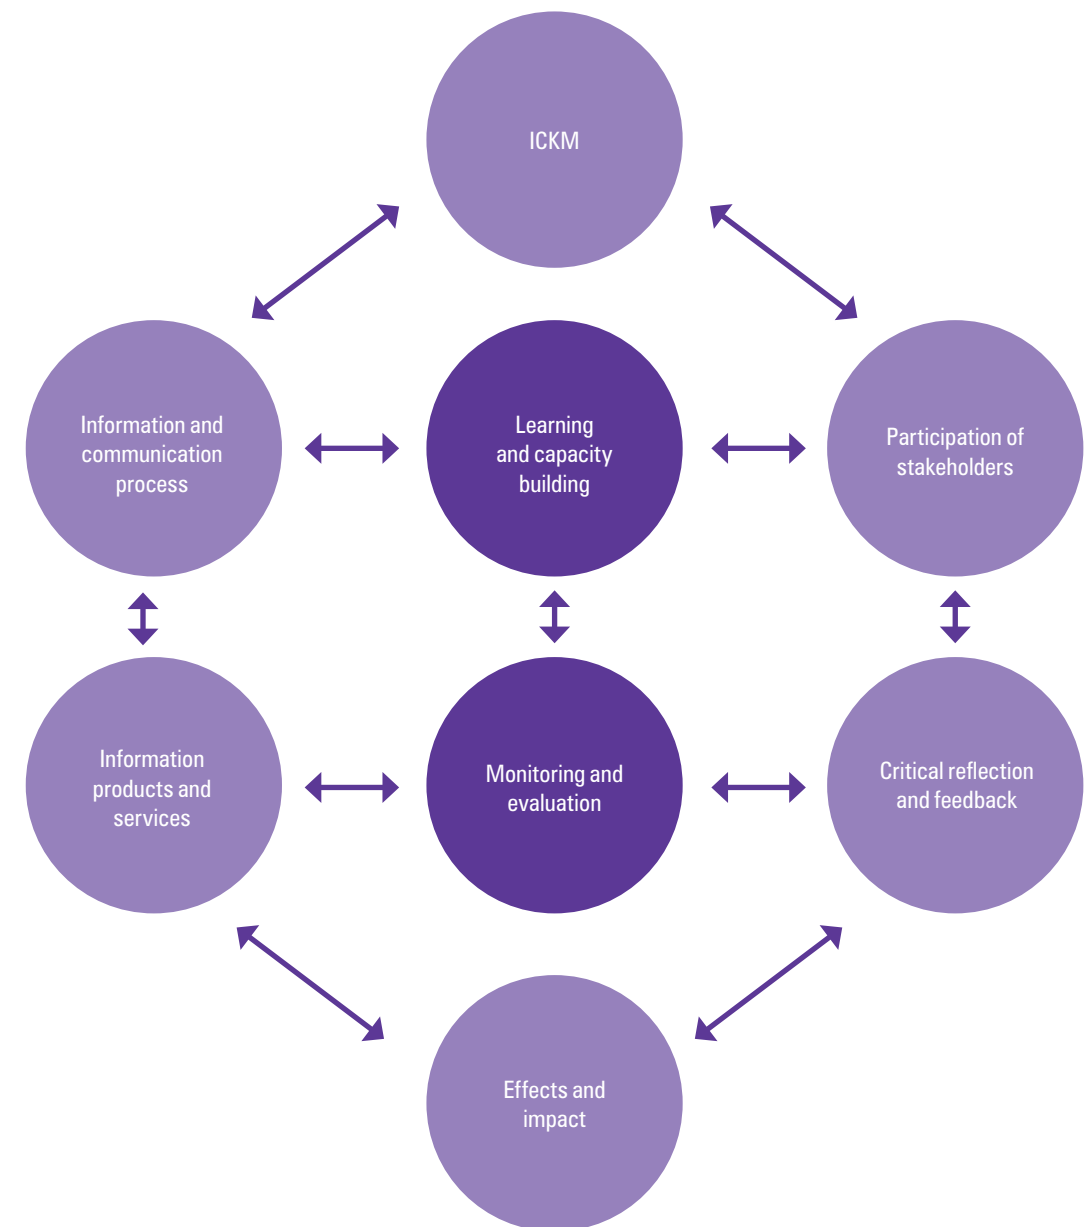 ICKM
Information and
communication
process
Learning
and capacity
building
Participation of
stakeholders
Information
products and
services
Monitoring and
evaluation
Critical reflection
and feedback
Effects and
impact